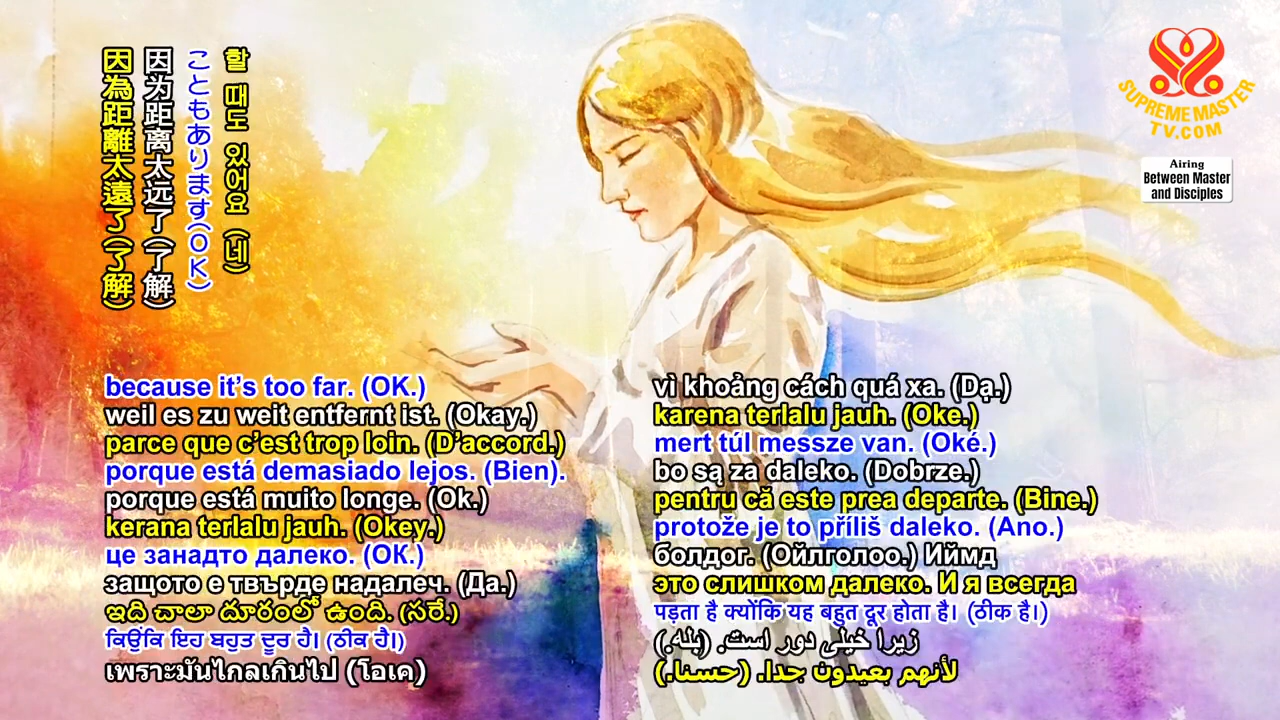 할 때도 있어요 (네)
こともあります(OK)
因为距离太远了(了解)
因為距離太遠了(了解)
SUPREME MASTER
TV.COM
Airing
Between Master
and Disciples
because it’s too far. (OK.)
weil es zu weit entfernt ist. (Okay.)
parce que c’est trop loin. (D’accord.)
porque está demasiado lejos. (Bien).
porque está muito longe. (Ok.)
kerana terlalu jauh. (Okey.)
це занадто далеко. (ОК.)
защото е твърде надалеч. (Да.)
ఇది చాలా దూరంలో ఉంది. (సరే.)
ਕਿਉਂਕਿ ਇਹ ਬਹੁਤ ਦੂਰ ਹੈ। (ਠੀਕ ਹੈ।)
เพราะมันไกลเกินไป (โอเค)
vì khoảng cách quá xa. (Dạ.)
karena terlalu jauh. (Oke.)
mert túl messze van. (Oké.)
bo są za daleko. (Dobrze.)
pentru că este prea departe. (Bine.)
protože je to příliš daleko. (Ano.)
болдог. (Ойлголоо.) Иймд
это слишком далеко. И я всегда
पड़ता है क्योंकि यह बहुत दूर होता है। (ठीक है।)
زیرا خیلی دور است. (بله.)
لأنهم بعيدون جدا. (حسنا.)